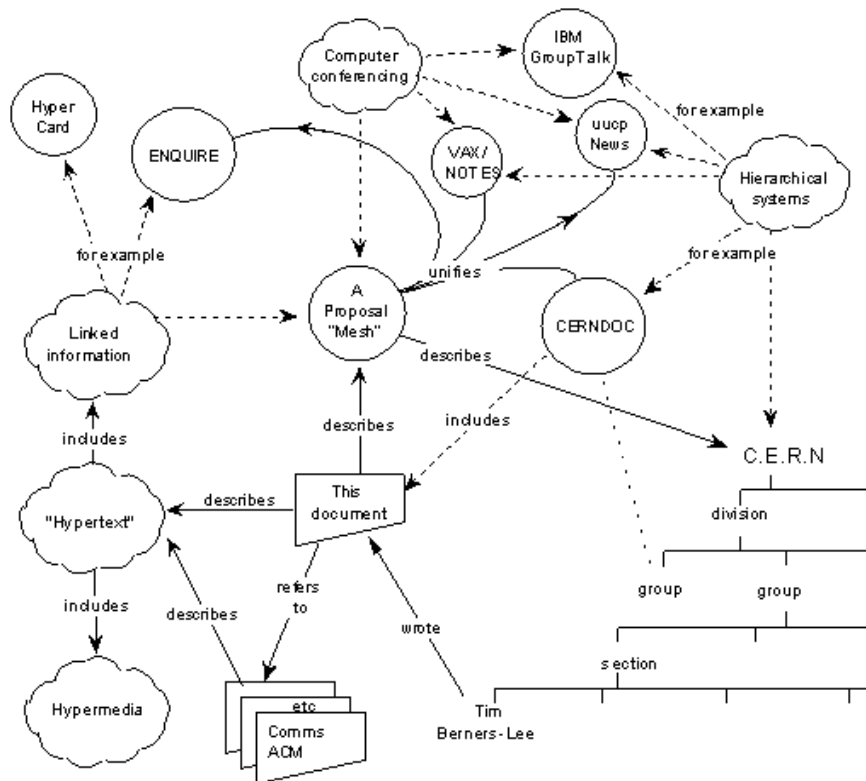 IBM
GroupTalk
Computer
conferencing
Hyper
Card
for example
uucp
News
ENQUIRE
VAX/
NOTES
Hierarchical
systems
for example
for example
unifies
A
Proposal
"Mesh"
Linked
information
CERNDOC
describes
includes
describes
includes
C.E.R.N
This
document
describes
"Hypertext"
division
refers
to
group
group
includes
describes
wrote
section
Hypermedia
etc
Tim
Berners-Lee
Comms
ACM